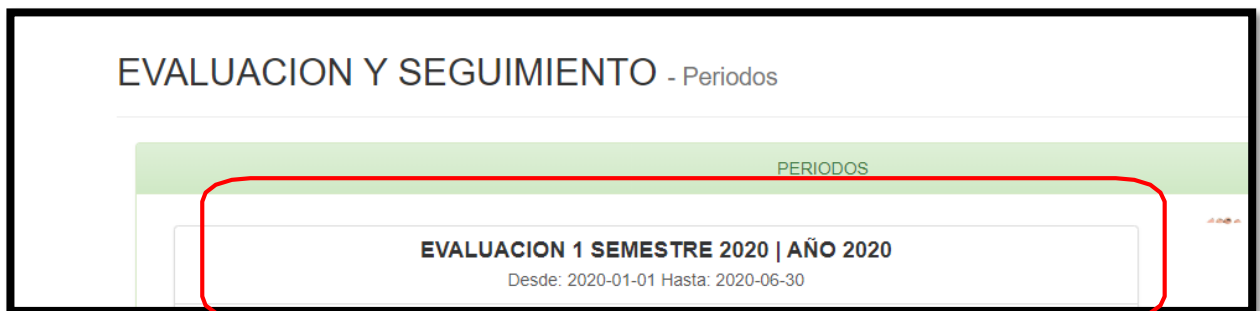 EVALUACION Y SEGUIMIENTO - Periodos
PERIODOS
EVALUACION 1 SEMESTRE 2020 | AÑO 2020
Desde: 2020-01-01 Hasta: 2020-06-30